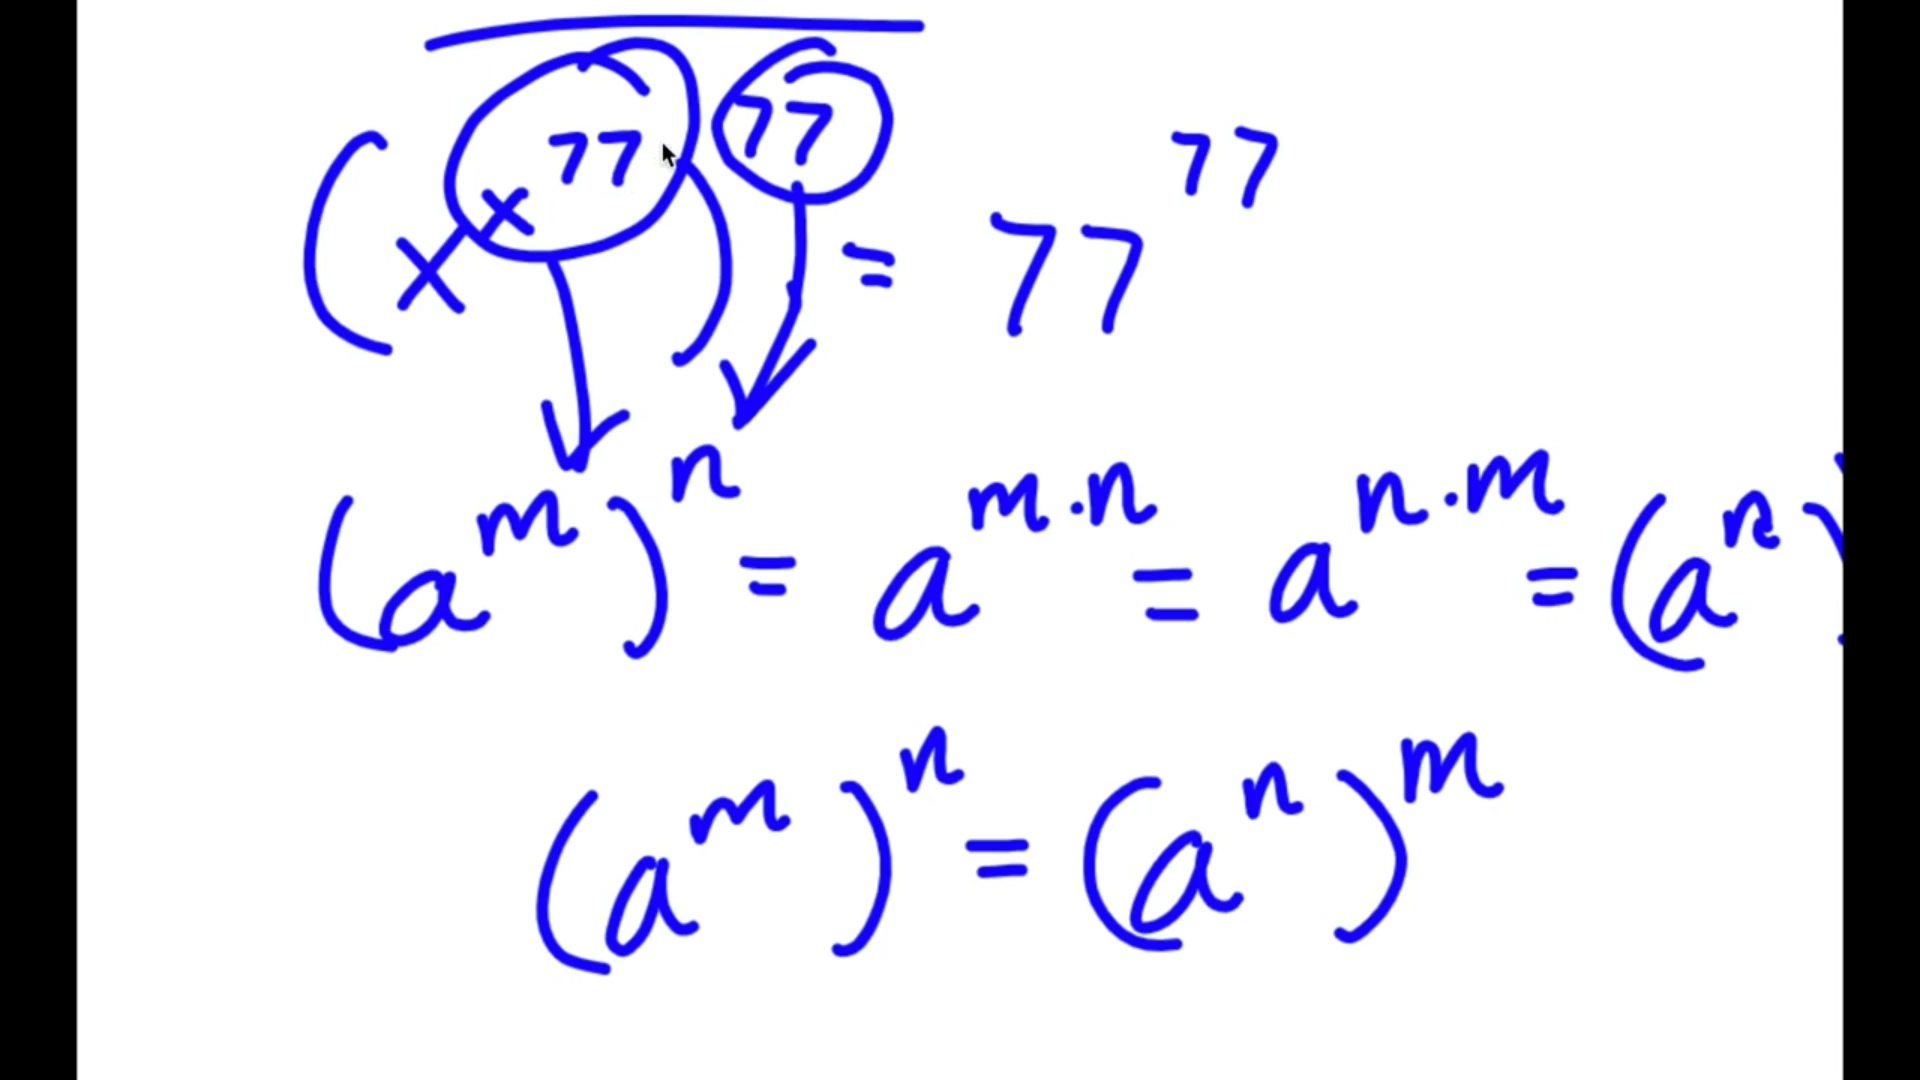 (x^{x^{77}})^{77} = 77^{77}
(a^m)^n = a^{m·n} = a^{n·m} = (a^n)
(a^m)^n = (a^n)^m